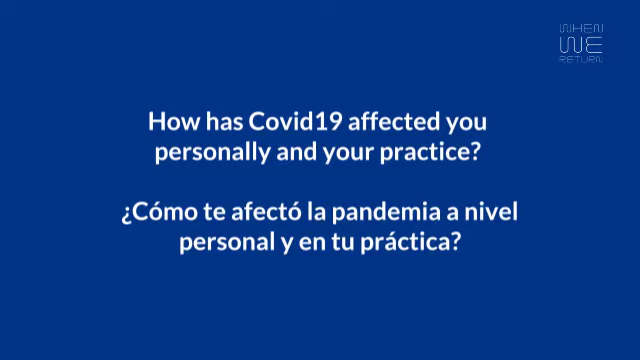 WHEN
WE
RETURN
How has Covid19 affected you
personally and your practice?
¿Cómo te afectó la pandemia a nivel
personal y en tu práctica?